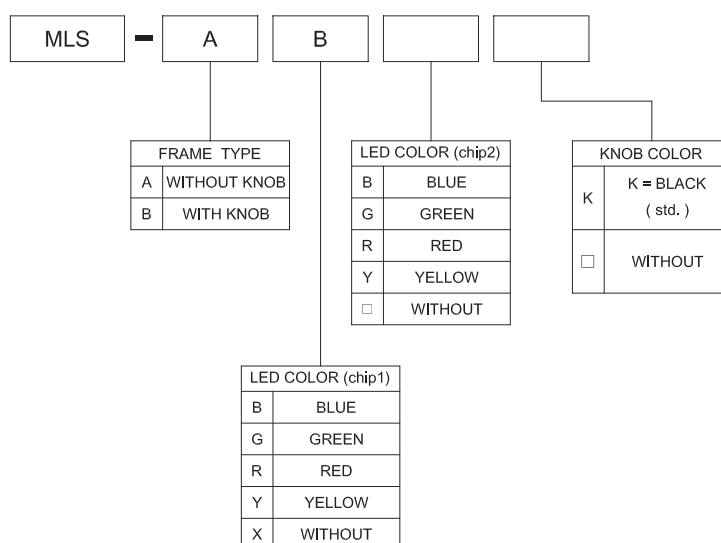 MLS - A B
FRAME TYPE
A WITHOUT KNOB
B WITH KNOB
LED COLOR (chip2)
B BLUE
G GREEN
R RED
Y YELLOW
□ WITHOUT
KNOB COLOR
K K = BLACK
( std. )
□ WITHOUT
LED COLOR (chip1)
B BLUE
G GREEN
R RED
Y YELLOW
X WITHOUT